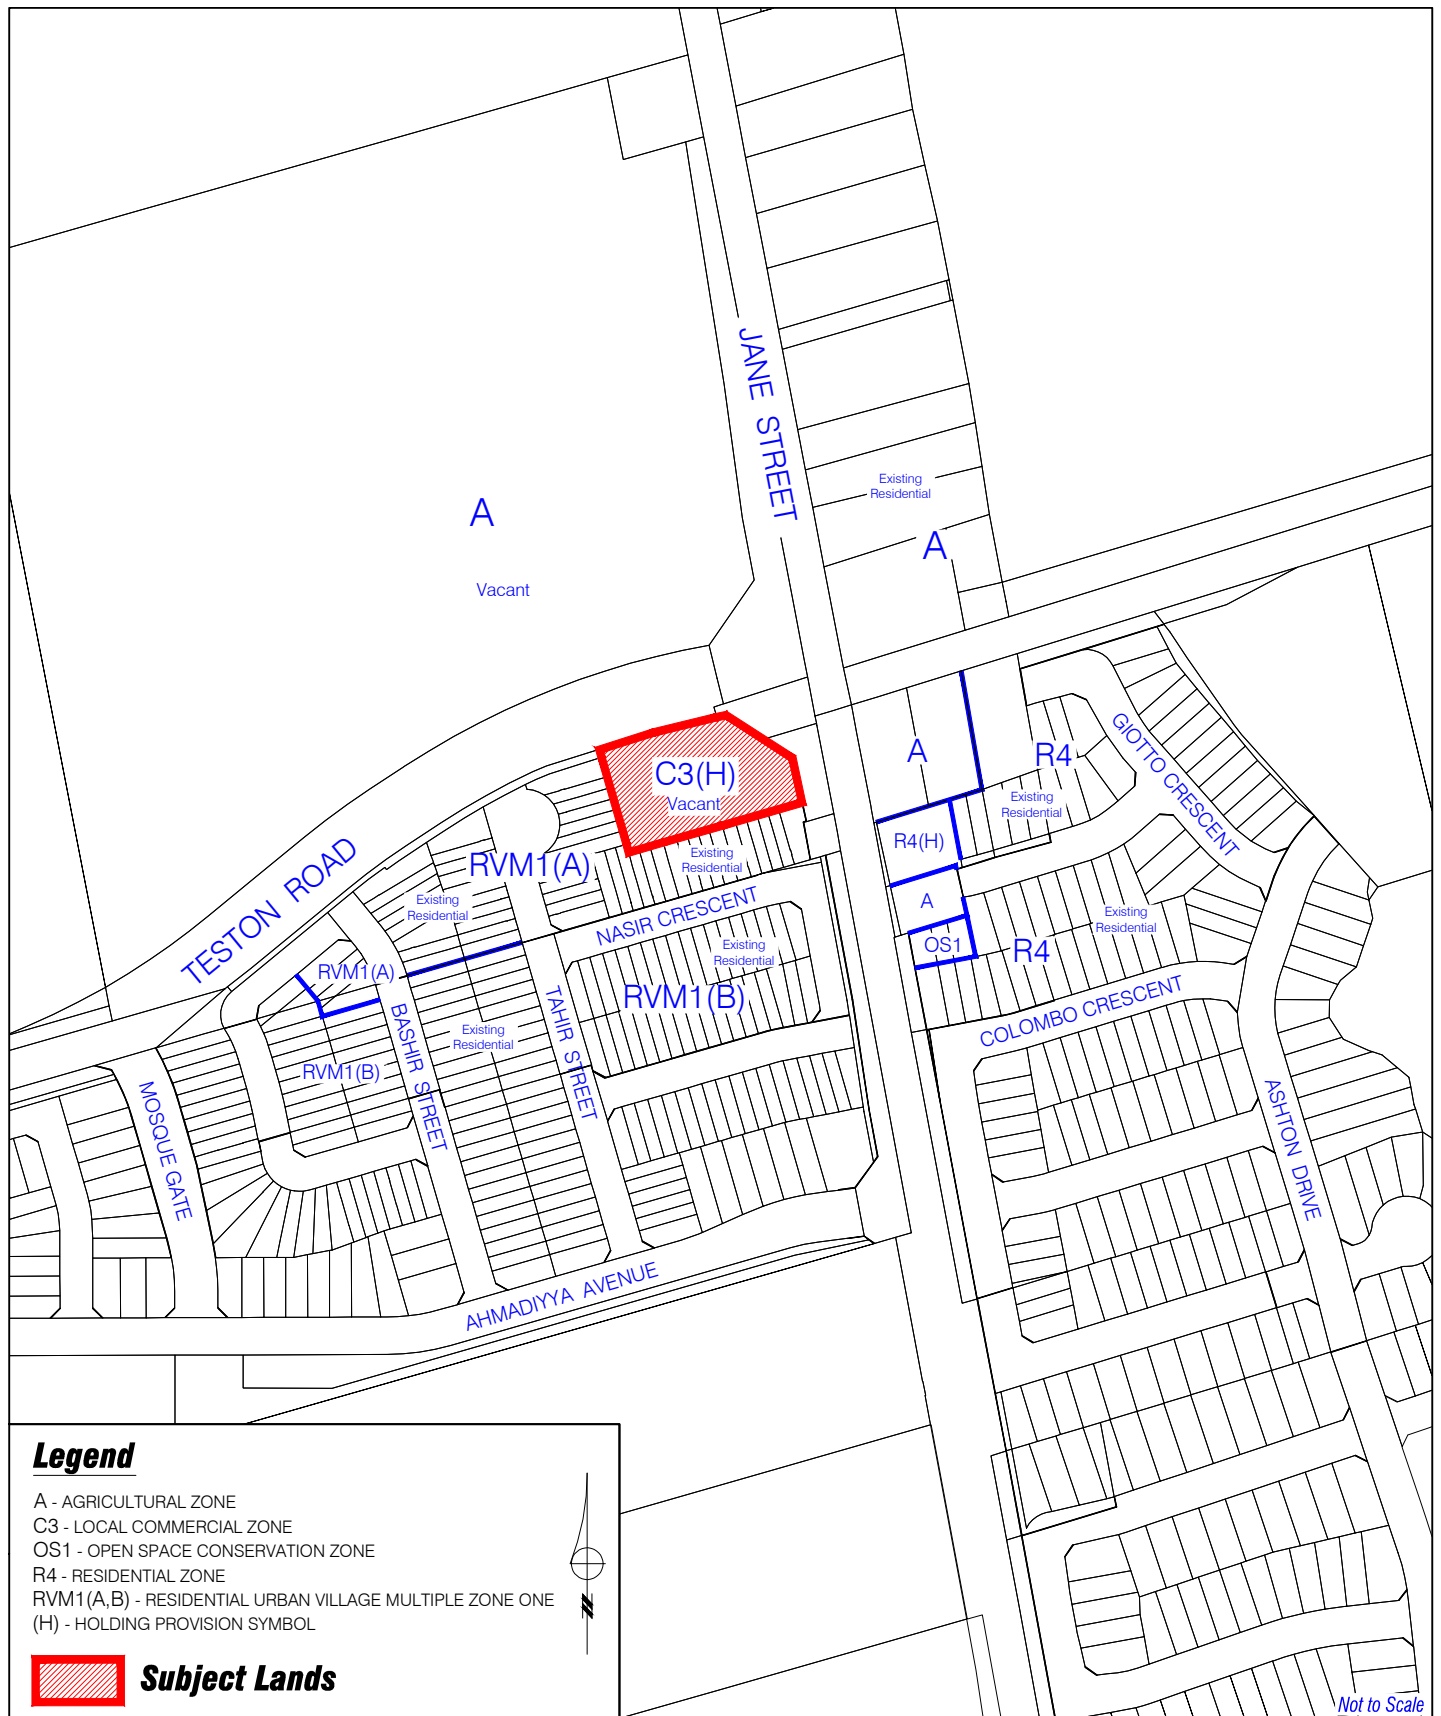 JANE STREET
Existing
Residential
A
A
Vacant
C3(H)
Vacant
A
R4
GIOTTO CRESCENT
Existing
Residential
R4(H)
TESTON ROAD
RVM1(A)
Existing
Residential
Existing
Residential
NASIR CRESCENT
A
OS1
Existing
Residential
R4
Existing
Residential
RVM1(A)
RVM1(B)
COLOMBO CRESCENT
BASHIR STREET
Existing
Residential
TAHIR STREET
RVM1(B)
MOSQUE GATE
ASHTON DRIVE
AHMADIYYA AVENUE
Legend
A - AGRICULTURAL ZONE
C3 - LOCAL COMMERCIAL ZONE
OS1 - OPEN SPACE CONSERVATION ZONE
R4 - RESIDENTIAL ZONE
RVM1(A,B) - RESIDENTIAL URBAN VILLAGE MULTIPLE ZONE ONE
(H) - HOLDING PROVISION SYMBOL
N
Subject Lands
Not to Scale